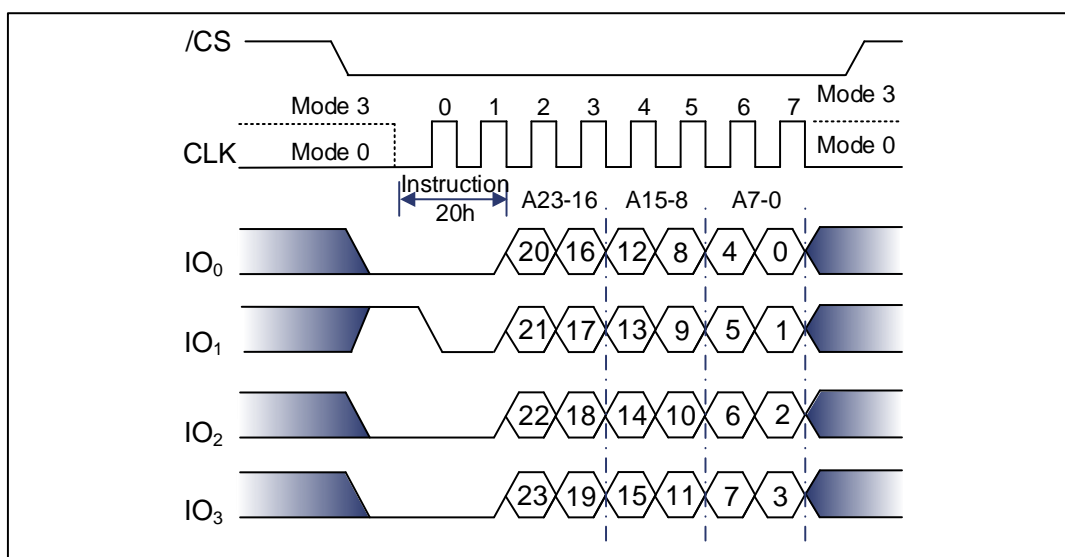 /CS
Mode 3 0 1 2 3 4 5 6 7 Mode 3
CLK Mode 0 Mode 0
Instruction
20h A23-16 A15-8 A7-0
IO₀ 20 16 12 8 4 0
IO₁ 21 17 13 9 5 1
IO₂ 22 18 14 10 6 2
IO₃ 23 19 15 11 7 3